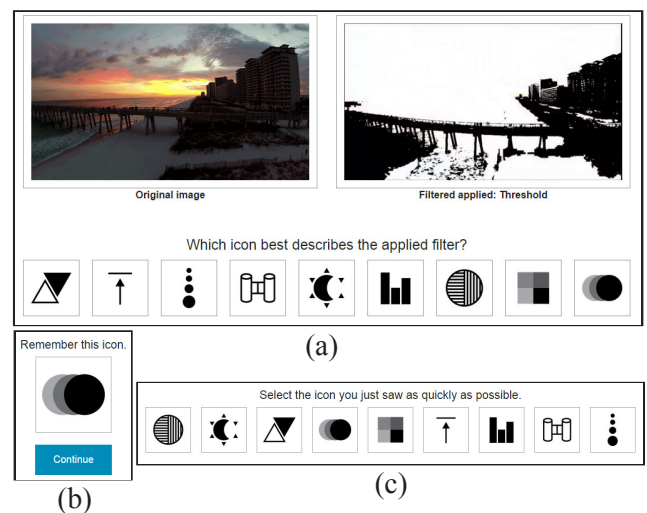 Original image
Filtered applied: Threshold
Which icon best describes the applied filter?
(a)
Remember this icon.
Continue
(b)
Select the icon you just saw as quickly as possible.
(c)